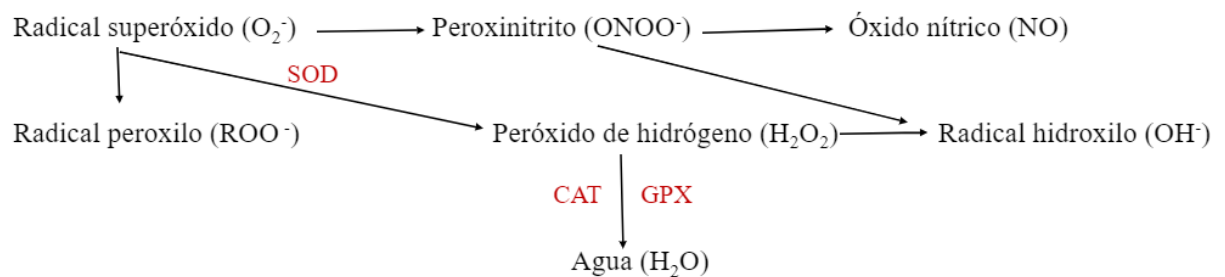 Radical superóxido (O₂⁻) Peroxinitrito (ONOO⁻) Óxido nítrico (NO)
SOD
Radical peroxilo (ROO⁻) Peróxido de hidrógeno (H₂O₂) Radical hidroxilo (OH⁻)
CAT GPX
Agua (H₂O)